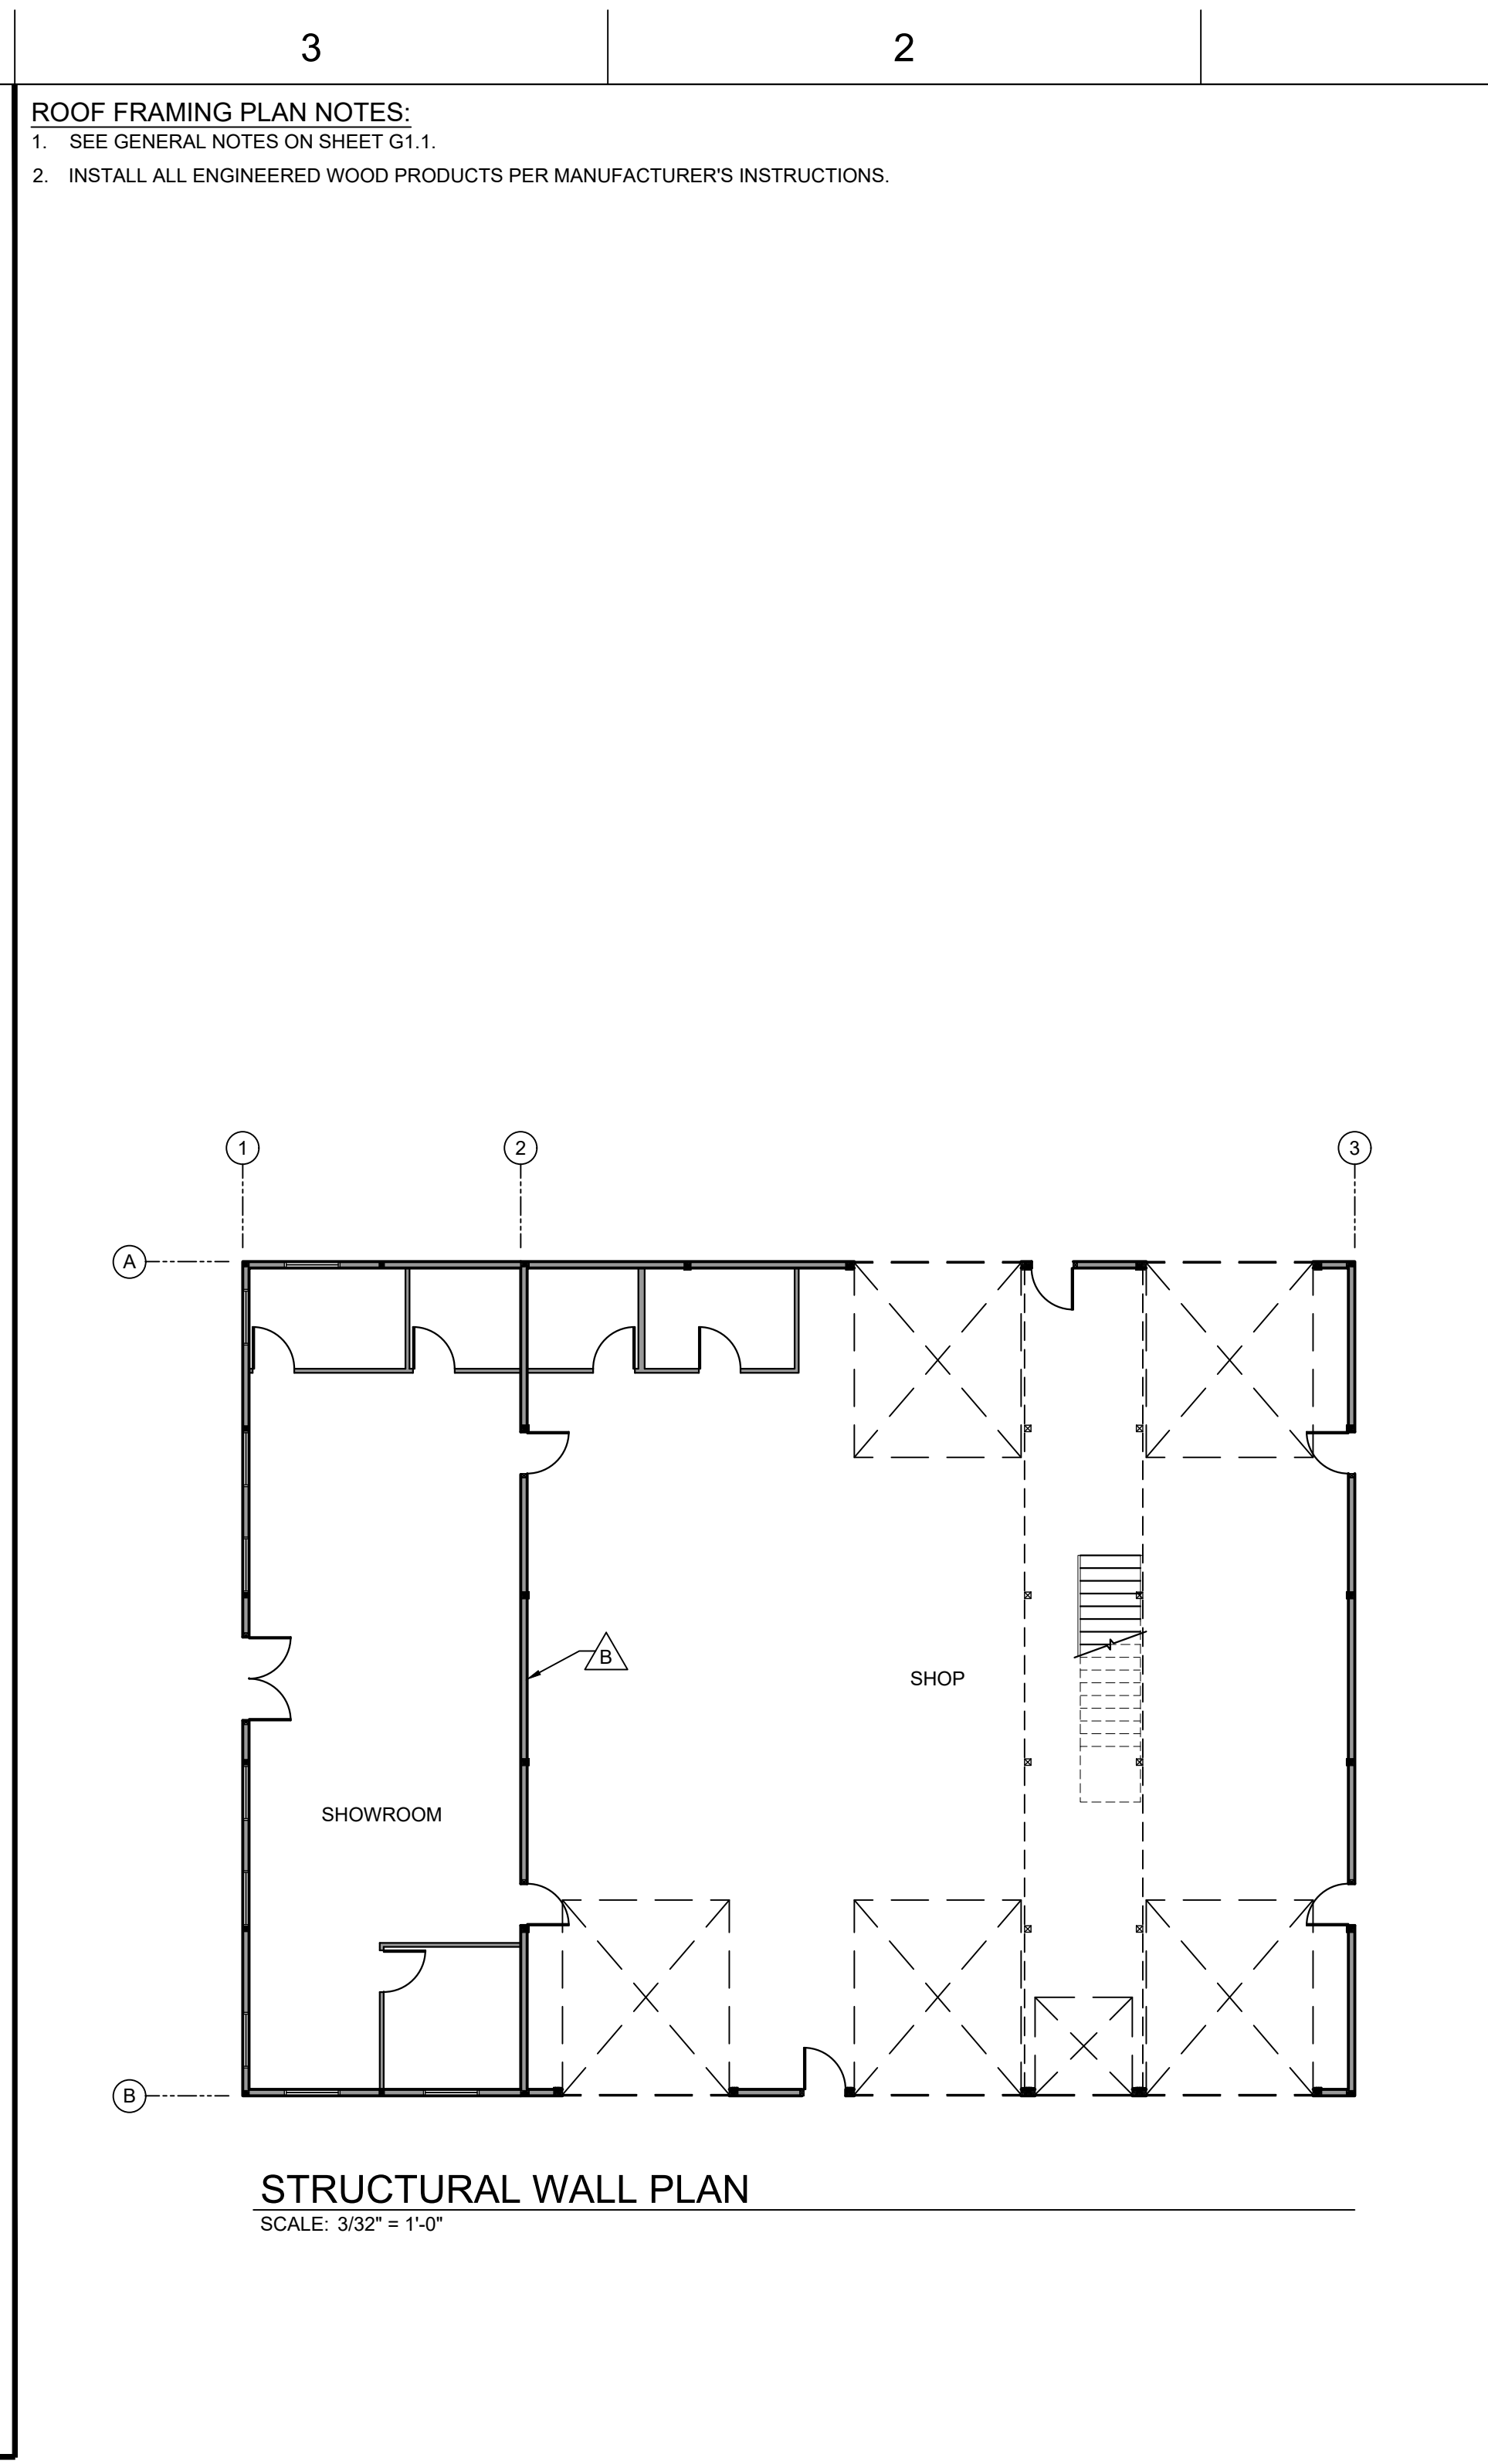 3
2
ROOF FRAMING PLAN NOTES:
1. SEE GENERAL NOTES ON SHEET G1.1.
2. INSTALL ALL ENGINEERED WOOD PRODUCTS PER MANUFACTURER'S INSTRUCTIONS.
1
2
3
A
B
SHOP
SHOWROOM
B
STRUCTURAL WALL PLAN
SCALE: 3/32" = 1'-0"